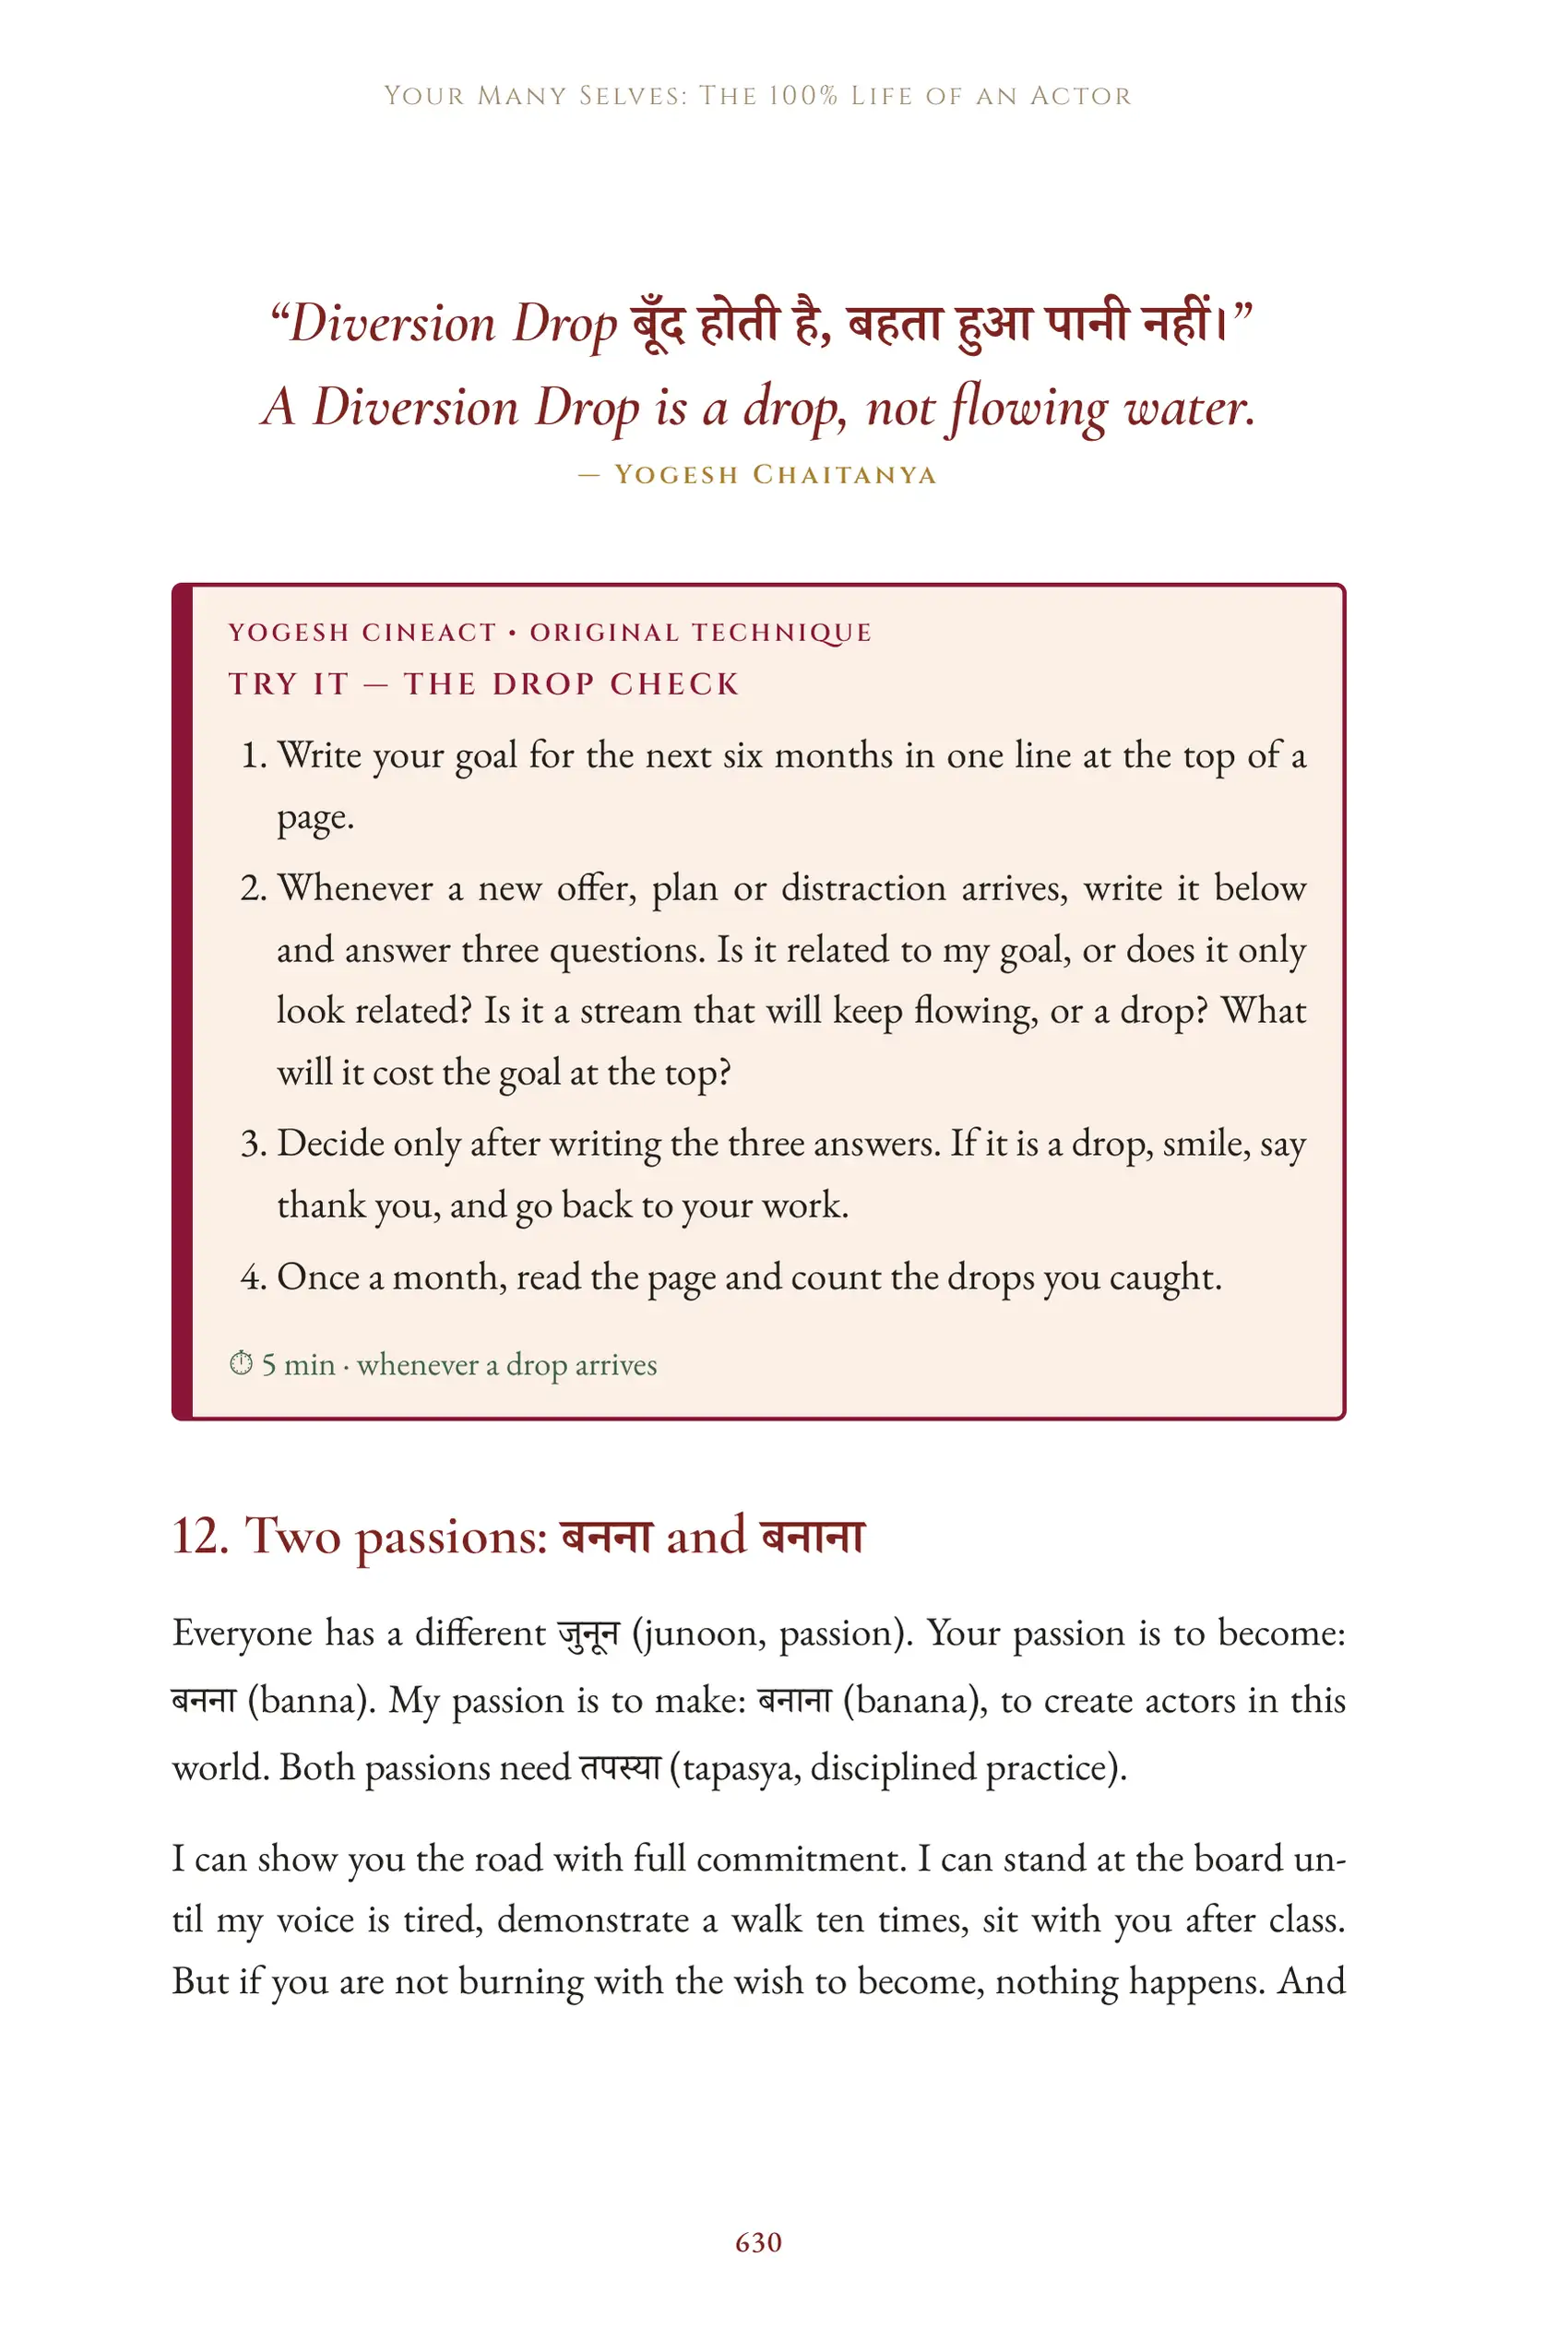 Your Many Selves: The 100% Life of an Actor
“Diversion Drop बूँद होती है, बहता हुआ पानी नहीं।”
A Diversion Drop is a drop, not flowing water.
— Yogesh Chaitanya
YOGESH CINEACT • ORIGINAL TECHNIQUE
TRY IT — THE DROP CHECK
1. Write your goal for the next six months in one line at the top of a
page.
2. Whenever a new offer, plan or distraction arrives, write it below
and answer three questions. Is it related to my goal, or does it only
look related? Is it a stream that will keep flowing, or a drop? What
will it cost the goal at the top?
3. Decide only after writing the three answers. If it is a drop, smile, say
thank you, and go back to your work.
4. Once a month, read the page and count the drops you caught.
⏱ 5 min · whenever a drop arrives
12. Two passions: बनना and बनाना
Everyone has a different जुनून (junoon, passion). Your passion is to become:
बनना (banna). My passion is to make: बनाना (banana), to create actors in this
world. Both passions need तपस्या (tapasya, disciplined practice).
I can show you the road with full commitment. I can stand at the board un-
til my voice is tired, demonstrate a walk ten times, sit with you after class.
But if you are not burning with the wish to become, nothing happens. And
630